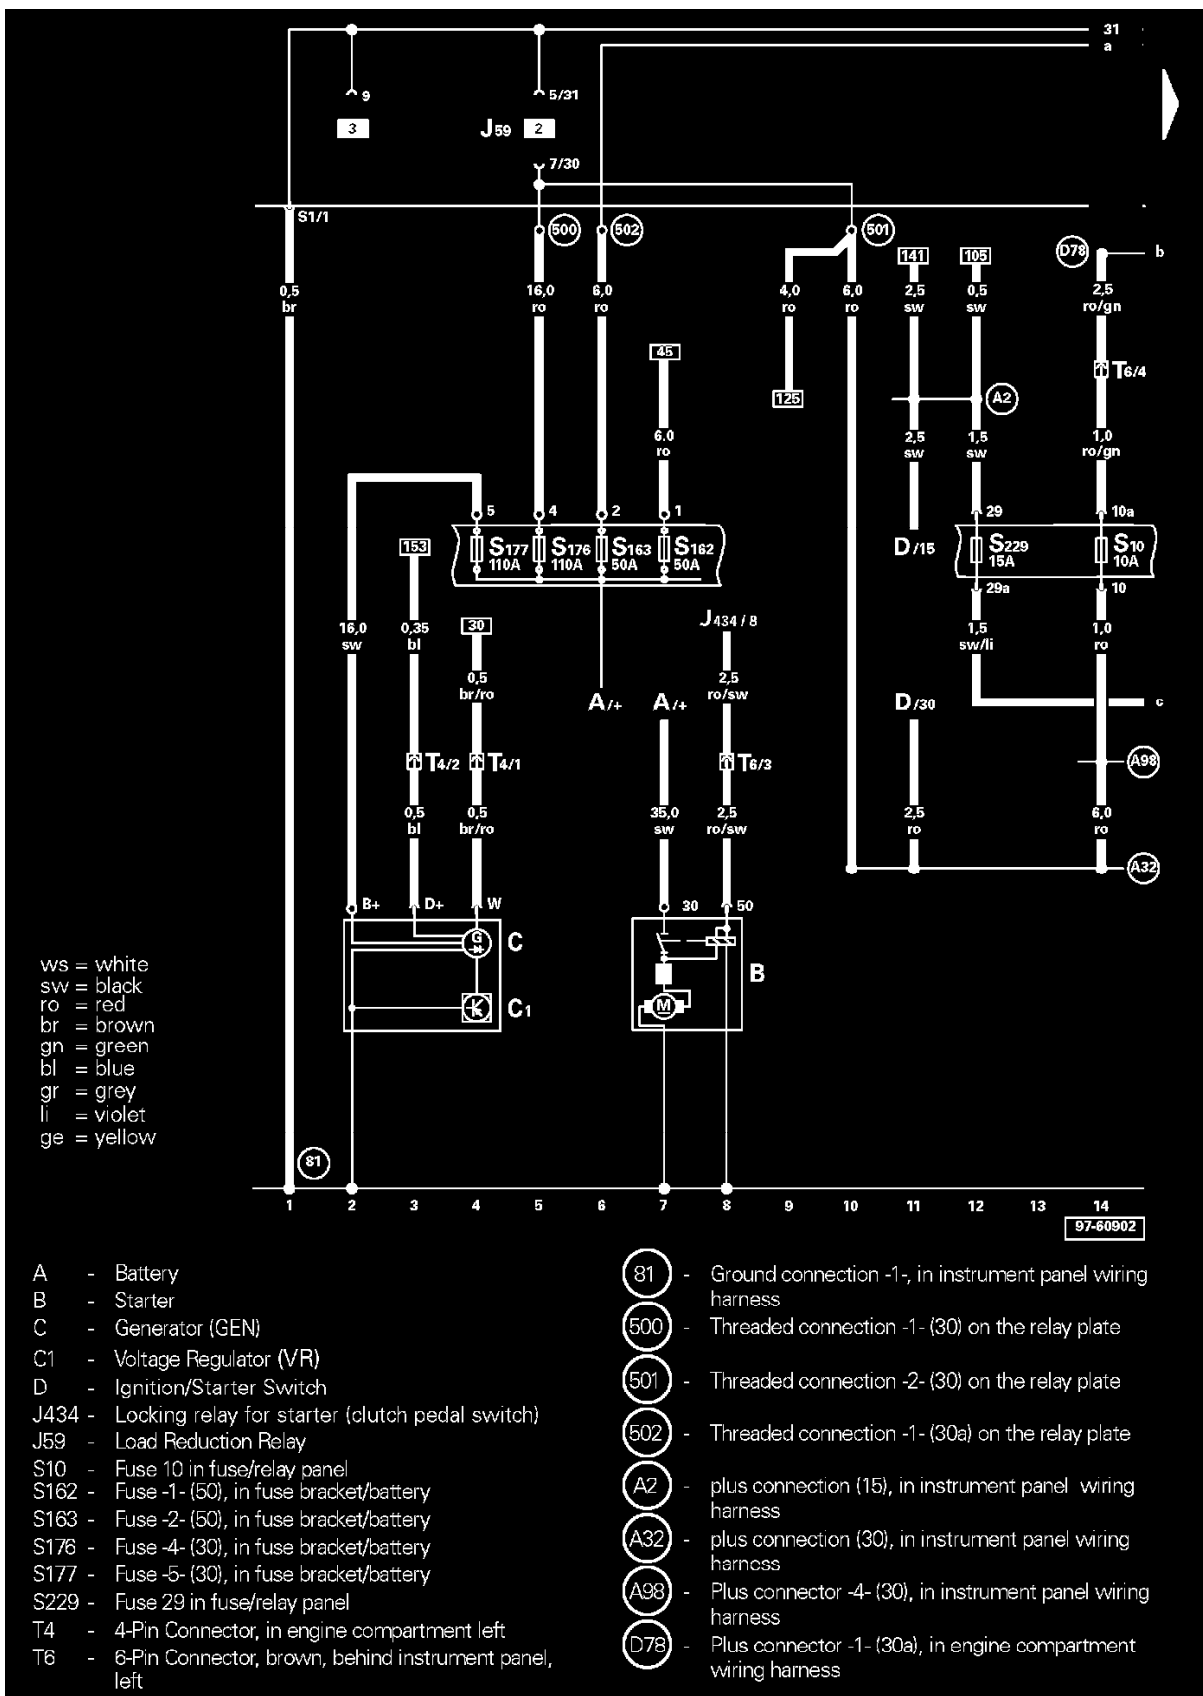 31
a
9
5/31
3
J59
2
7/30
S1/1
500
502
501
141
105
D78
b
0,5
br
16,0
ro
6,0
ro
4,0
ro
6,0
ro
2,5
sw
0,5
sw
2,5
ro/gn
45
T6/4
125
A2
6.0
ro
2,5
sw
1,5
sw
1,0
ro/gn
5
4
2
1
29
10a
153
S177
110A
S176
110A
S163
50A
S162
50A
D/15
S229
15A
S10
10A
29a
10
16,0
sw
0,35
bl
30
J434/8
1,5
sw/li
1,0
ro
0,5
br/ro
2,5
ro/sw
A/+
A/+
D/30
c
T4/2
T4/1
T6/3
A98
0,5
bl
0,5
br/ro
35,0
sw
2,5
ro/sw
2,5
ro
6,0
ro
A32
B+
D+
W
30
50
G
C
B
C1
M
ws = white
sw = black
ro = red
br = brown
gn = green
bl = blue
gr = grey
li = violet
ge = yellow
81
1 2 3 4 5 6 7 8 9 10 11 12 13 14
97-60902
A - Battery
B - Starter
C - Generator (GEN)
C1 - Voltage Regulator (VR)
D - Ignition/Starter Switch
J434 - Locking relay for starter (clutch pedal switch)
J59 - Load Reduction Relay
S10 - Fuse 10 in fuse/relay panel
S162 - Fuse -1- (50), in fuse bracket/battery
S163 - Fuse -2- (50), in fuse bracket/battery
S176 - Fuse -4- (30), in fuse bracket/battery
S177 - Fuse -5- (30), in fuse bracket/battery
S229 - Fuse 29 in fuse/relay panel
T4 - 4-Pin Connector, in engine compartment left
T6 - 6-Pin Connector, brown, behind instrument panel,
left
81 - Ground connection -1-, in instrument panel wiring
harness
500 - Threaded connection -1- (30) on the relay plate
501 - Threaded connection -2- (30) on the relay plate
502 - Threaded connection -1- (30a) on the relay plate
A2 - plus connection (15), in instrument panel wiring
harness
A32 - plus connection (30), in instrument panel wiring
harness
A98 - Plus connector -4- (30), in instrument panel wiring
harness
D78 - Plus connector -1- (30a), in engine compartment
wiring harness